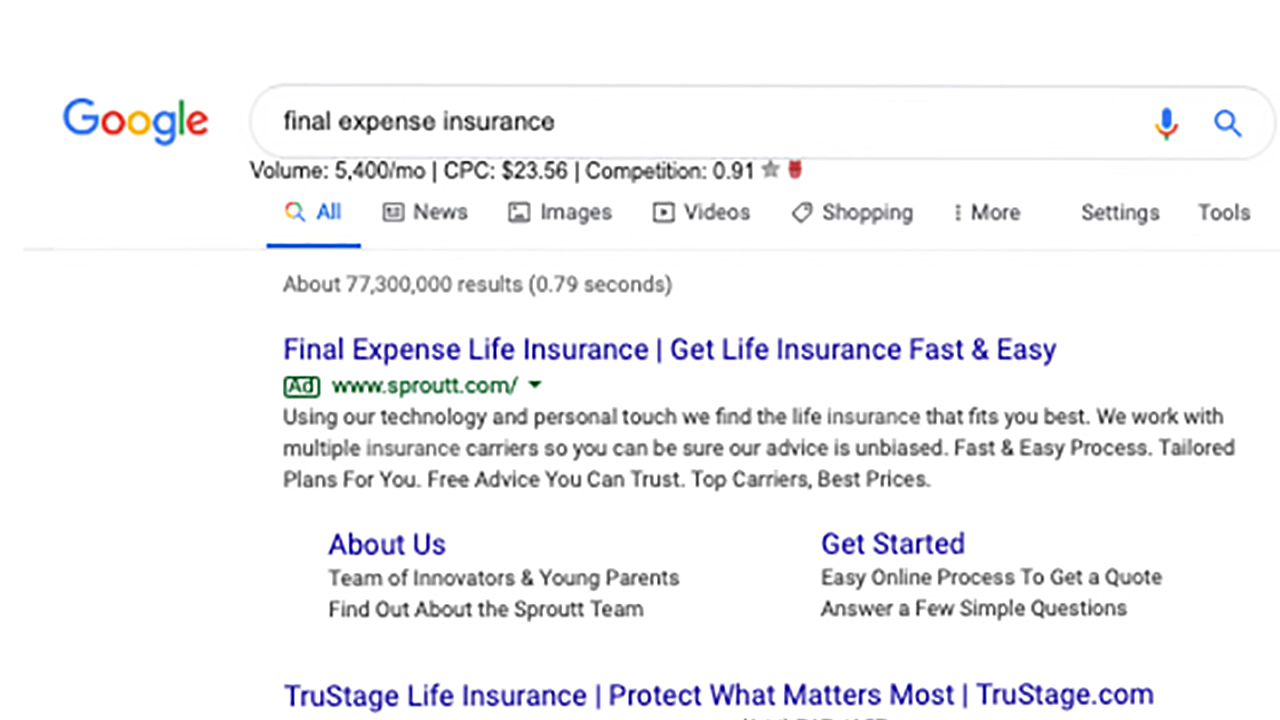 Google
final expense insurance
Volume: 5,400/mo | CPC: $23.56 | Competition: 0.91
All News Images Videos Shopping More Settings Tools
About 77,300,000 results (0.79 seconds)
Final Expense Life Insurance | Get Life Insurance Fast & Easy
Ad www.sproutt.com/
Using our technology and personal touch we find the life insurance that fits you best. We work with
multiple insurance carriers so you can be sure our advice is unbiased. Fast & Easy Process. Tailored
Plans For You. Free Advice You Can Trust. Top Carriers, Best Prices.
About Us
Team of Innovators & Young Parents
Find Out About the Sproutt Team
Get Started
Easy Online Process To Get a Quote
Answer a Few Simple Questions
TruStage Life Insurance | Protect What Matters Most | TruStage.com